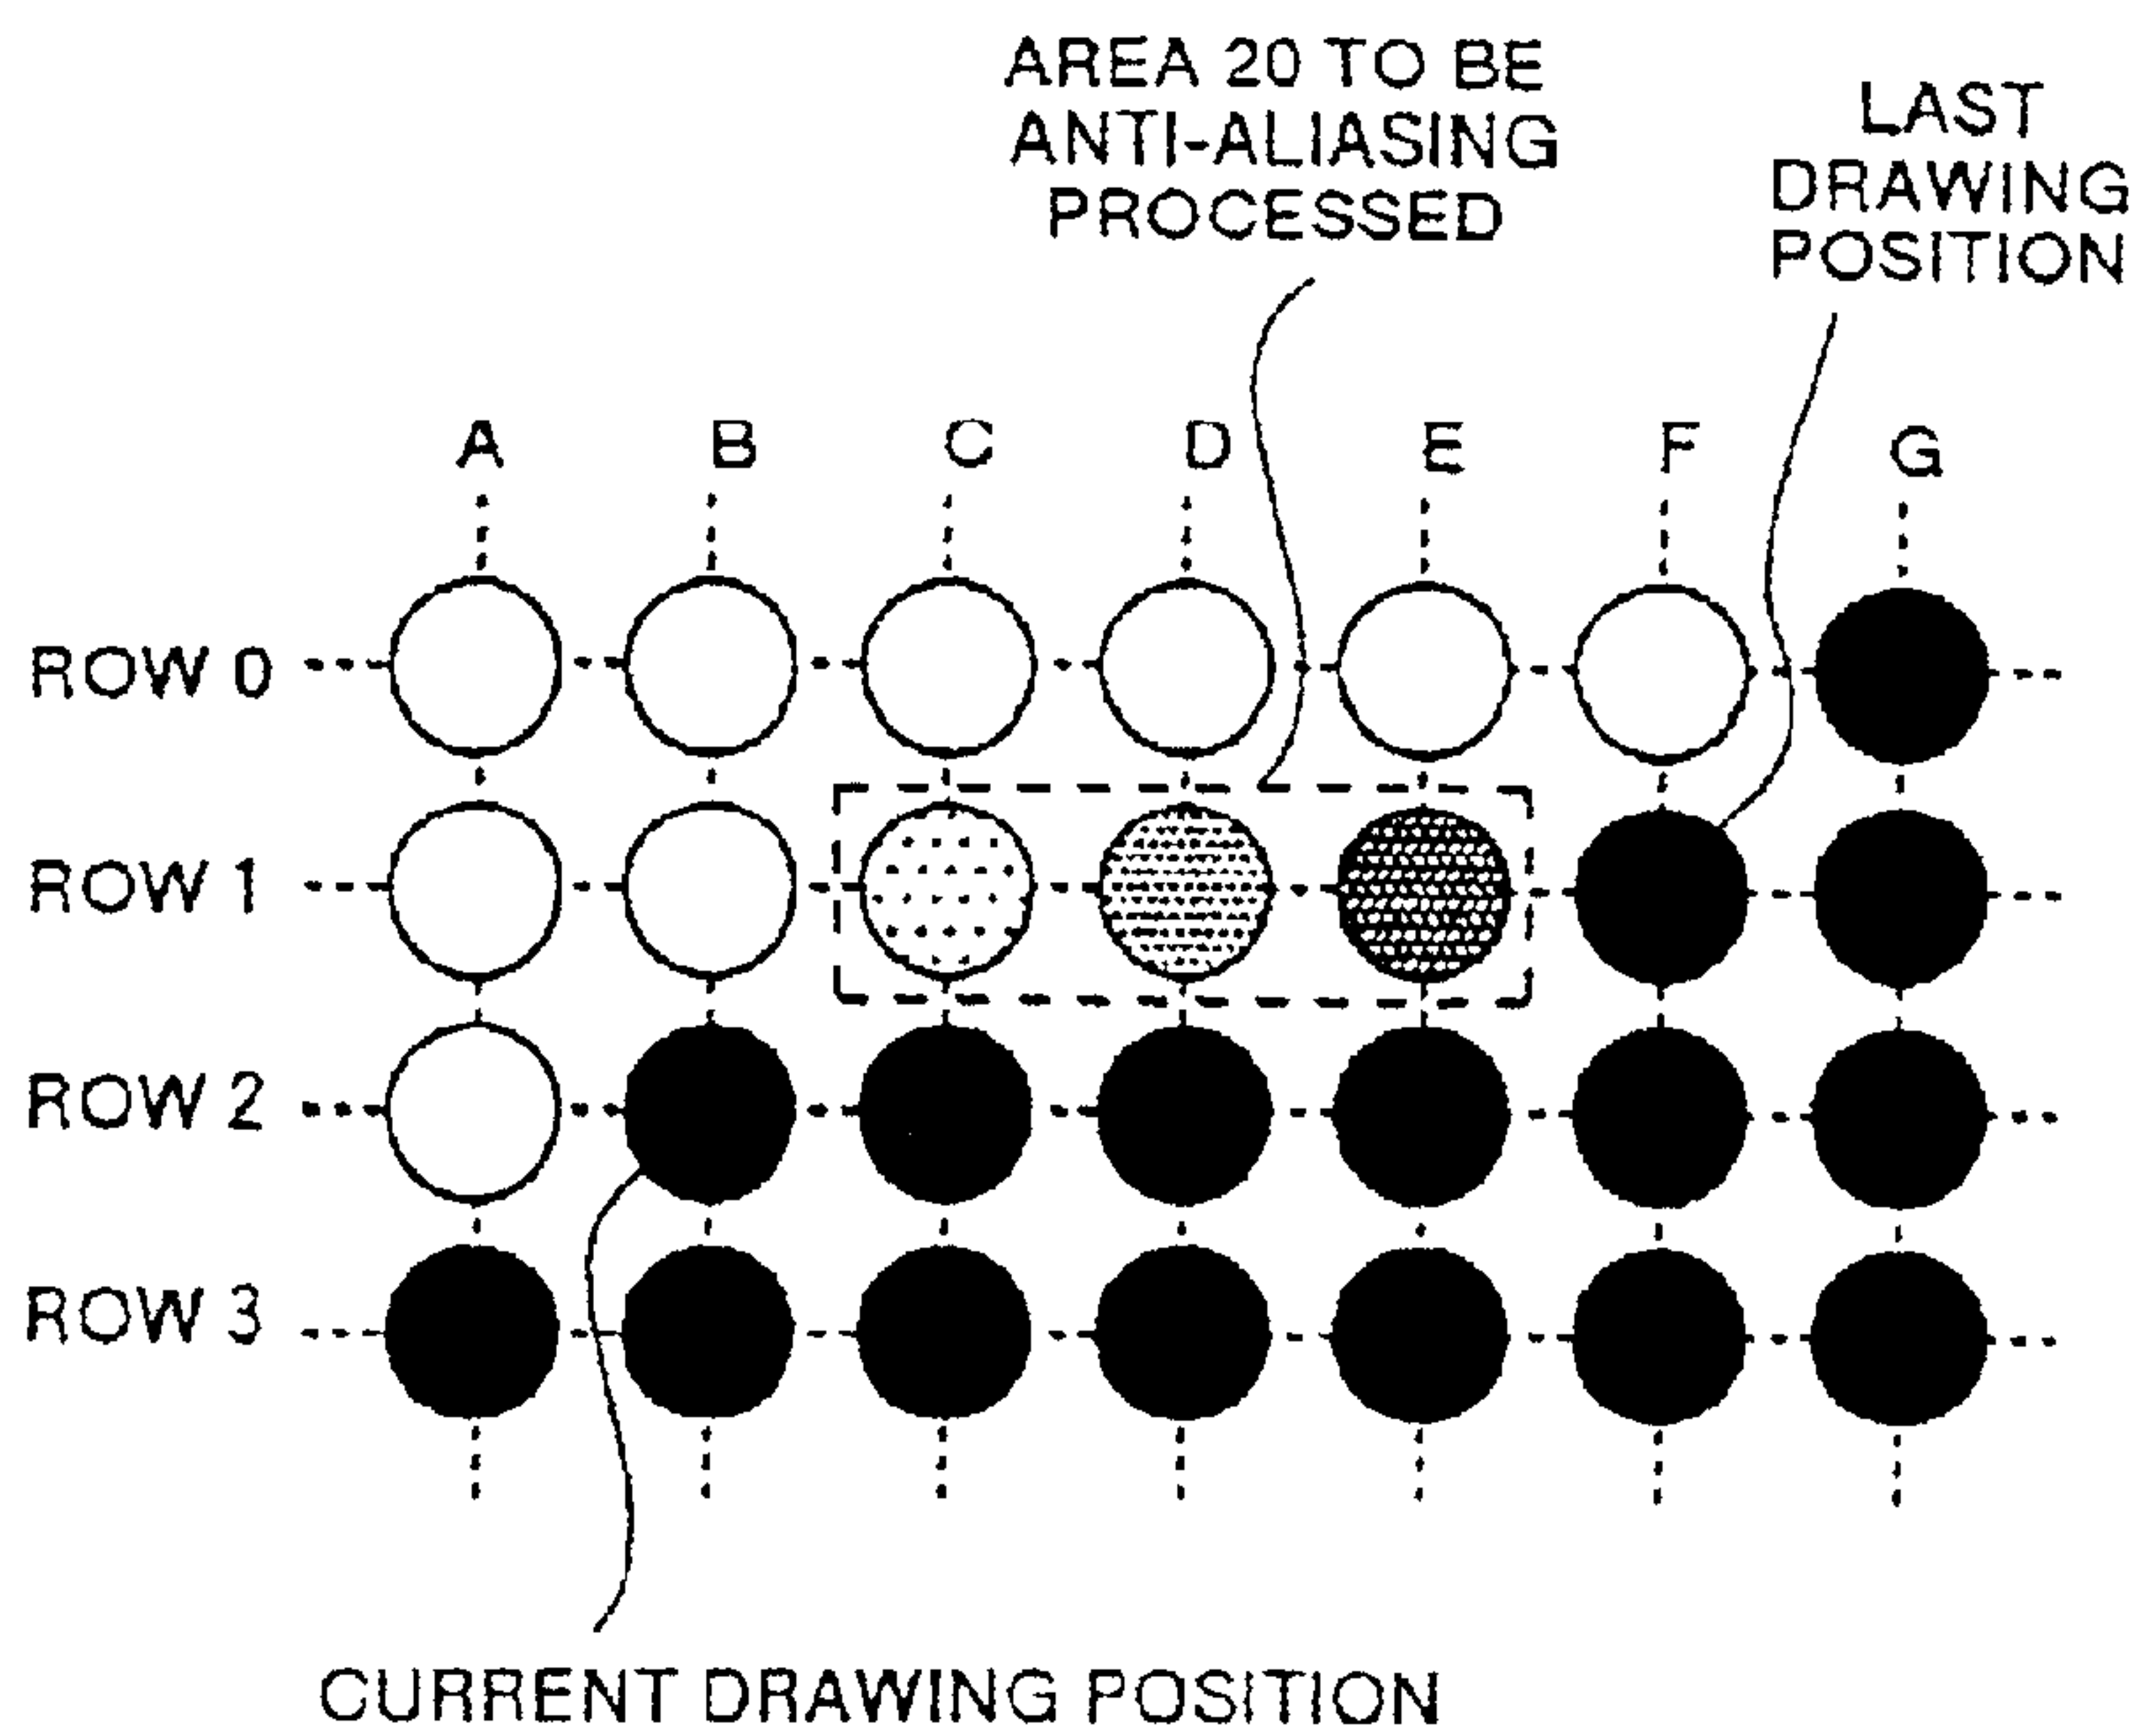 AREA 20 TO BE
ANTI-ALIASING
PROCESSED
LAST
DRAWING
POSITION
A B C D E F G
ROW 0
ROW 1
ROW 2
ROW 3
CURRENT DRAWING POSITION